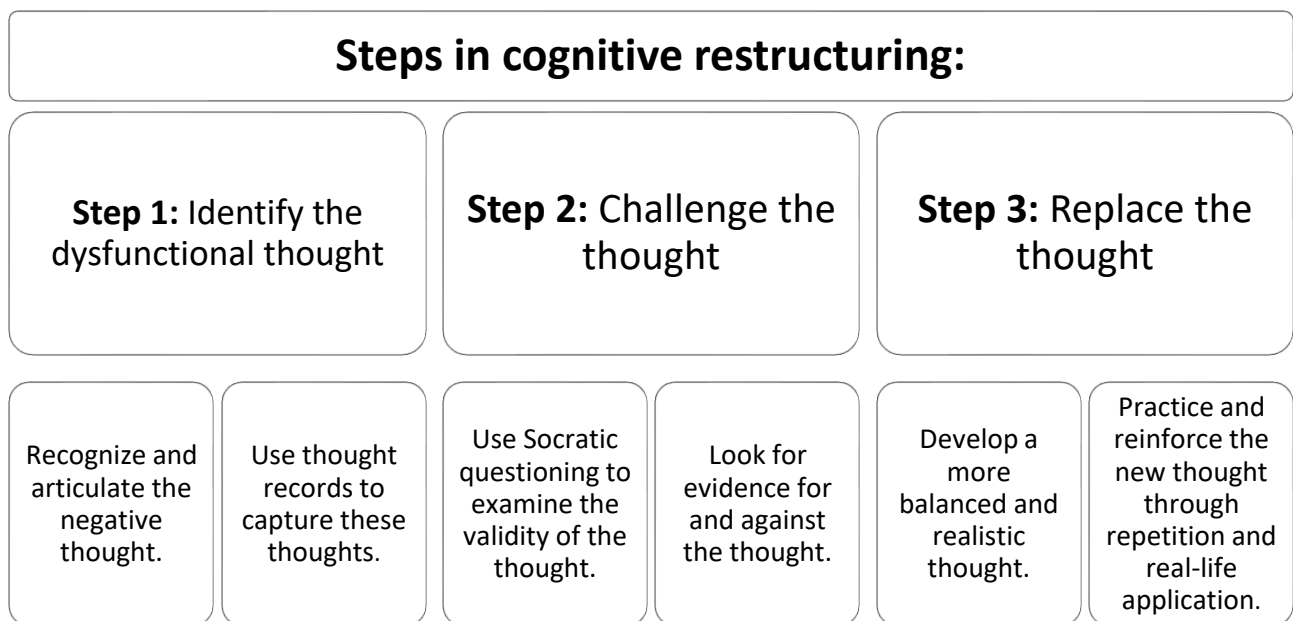 Steps in cognitive restructuring:
Step 1: Identify the
dysfunctional thought
Step 2: Challenge the
thought
Step 3: Replace the
thought
Recognize and
articulate the
negative
thought.
Use thought
records to
capture these
thoughts.
Use Socratic
questioning to
examine the
validity of the
thought.
Look for
evidence for
and against
the thought.
Develop a
more
balanced and
realistic
thought.
Practice and
reinforce the
new thought
through
repetition and
real-life
application.